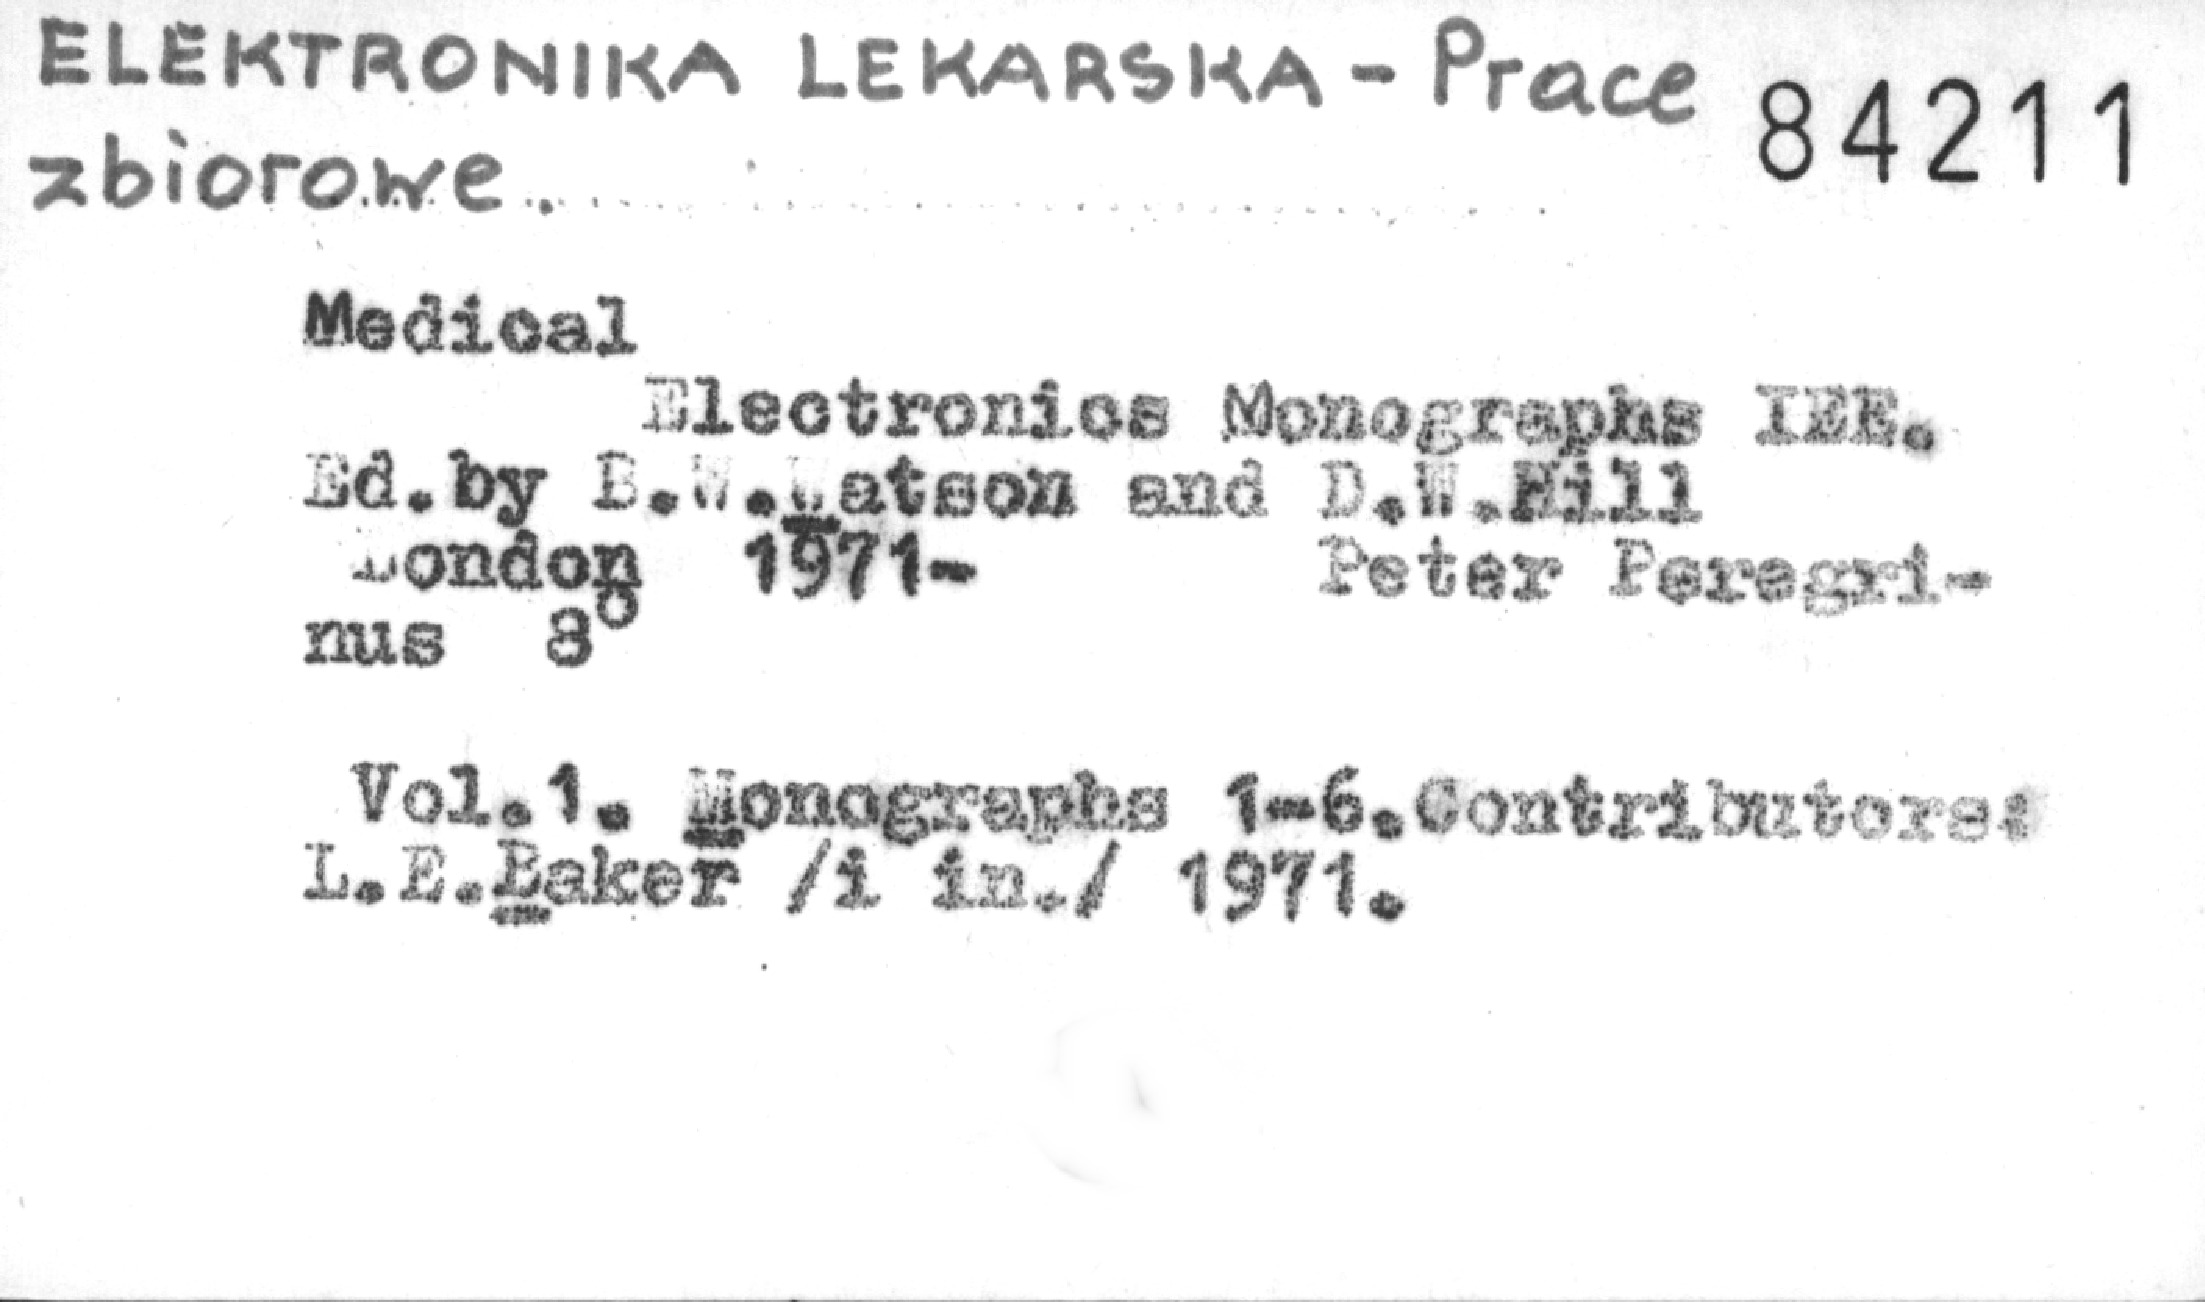 ELEKTRONIKA LEKARSKA - Prace 84211
zbiorowe.
Medical
Electronics Monographs IEE.
Ed.by B.W.Watson and D.W.Hill
London 1971- Peter Peregri-
nus 8°
Vol.1. Monographs 1-6.Contributors:
L.E.Baker /i in./ 1971.